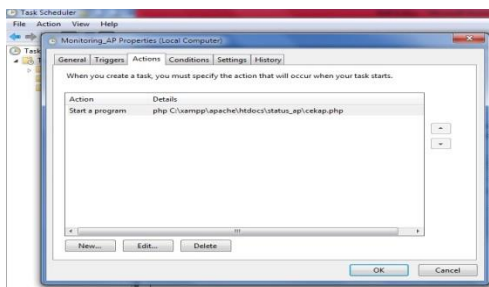 Task Scheduler
File Action View Help
Monitoring_AP Properties (Local Computer)
Task
General Triggers Actions Conditions Settings History
When you create a task, you must specify the action that will occur when your task starts.
Action Details
Start a program php C:\xampp\apache\htdocs\status_ap\cekap.php
New... Edit... Delete
OK Cancel